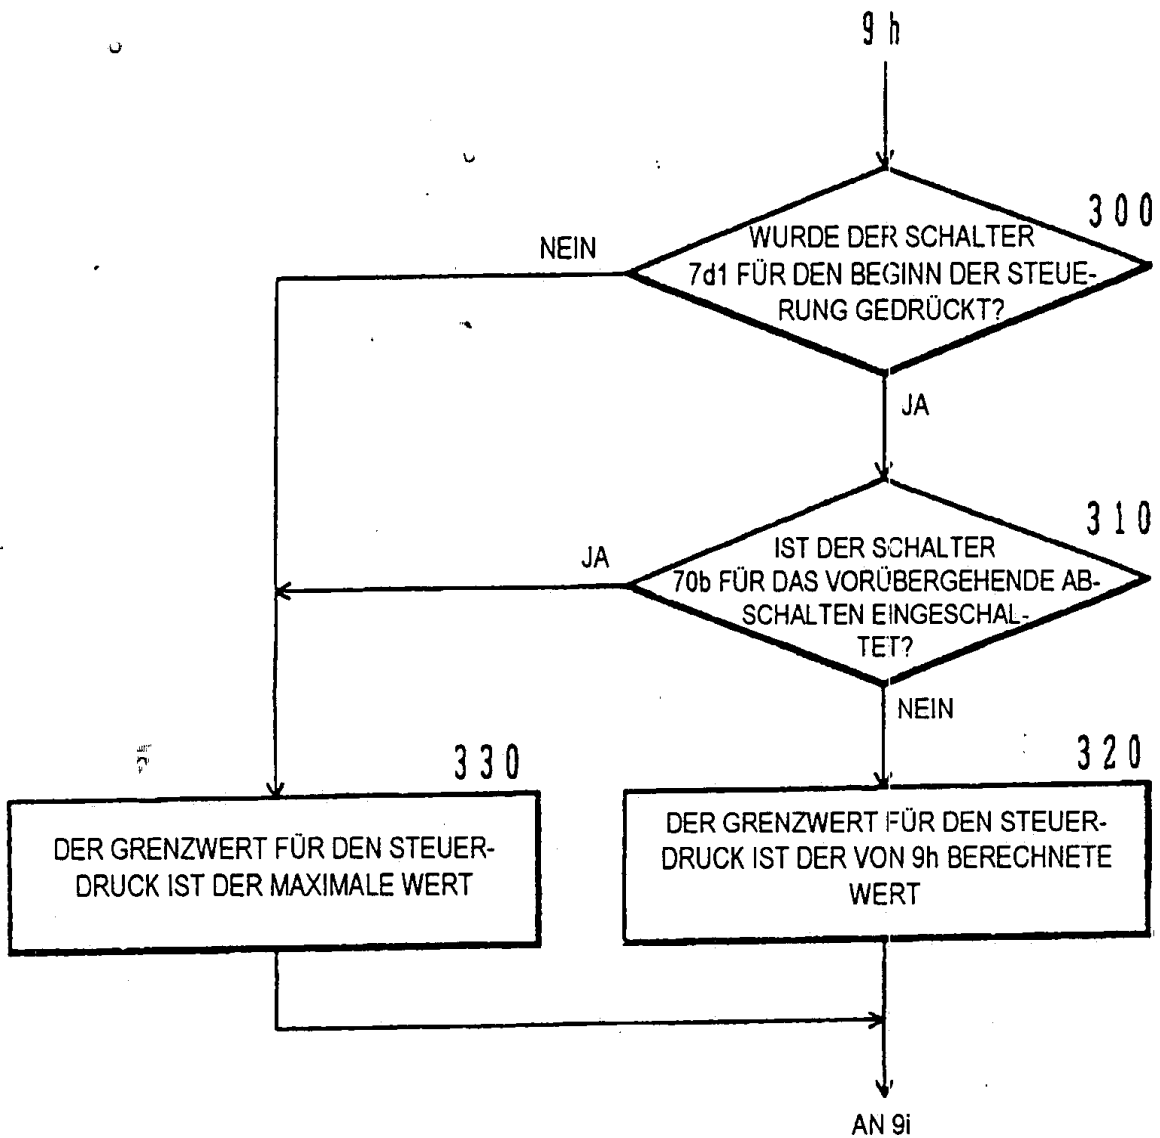 9h
300
NEIN
WURDE DER SCHALTER
7d1 FÜR DEN BEGINN DER STEUE-
RUNG GEDRÜCKT?
JA
310
JA
IST DER SCHALTER
70b FÜR DAS VORÜBERGEHENDE AB-
SCHALTEN EINGESCHAL-
TET?
NEIN
330
320
DER GRENZWERT FÜR DEN STEUER-
DRUCK IST DER MAXIMALE WERT
DER GRENZWERT FÜR DEN STEUER-
DRUCK IST DER VON 9h BERECHNETE
WERT
AN 9i